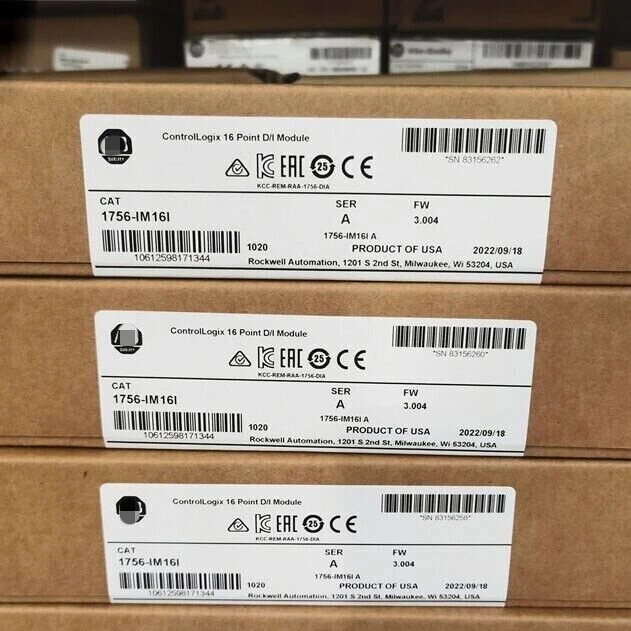 ControlLogix 16 Point D/I Module
*SN 83156262*
25
KCC-REM-RAA-1756-DIA
CAT
1756-IM16I
SER
A
FW
3.004
1756-IM16I A
1020
PRODUCT OF USA
2022/09/18
10612598171344
Rockwell Automation, 1201 S 2nd St, Milwaukee, Wi 53204, USA
ControlLogix 16 Point D/I Module
*SN 83156260*
25
KCC-REM-RAA-1756-DIA
CAT
1756-IM16I
SER
A
FW
3.004
1756-IM16I A
1020
PRODUCT OF USA
2022/09/18
10612598171344
Rockwell Automation, 1201 S 2nd St, Milwaukee, Wi 53204, USA
ControlLogix 16 Point D/I Module
*SN 83156256*
25
KCC-REM-RAA-1756-DIA
CAT
1756-IM16I
SER
A
FW
3.004
1756-IM16I A
1020
PRODUCT OF USA
2022/09/18
10612598171344
Rockwell Automation, 1201 S 2nd St, Milwaukee, Wi 53204, USA